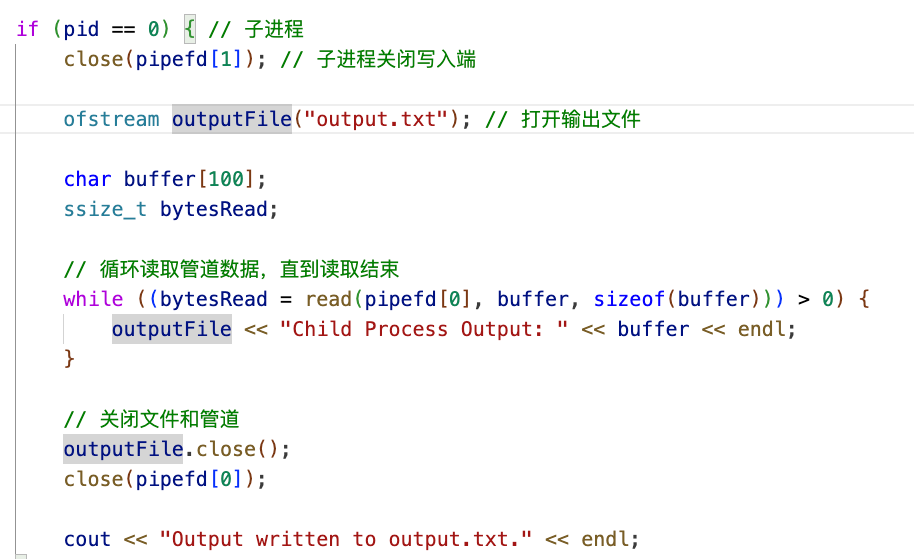 if (pid == 0) { // 子进程
close(pipefd[1]); // 子进程关闭写入端
ofstream outputFile("output.txt"); // 打开输出文件
char buffer[100];
ssize_t bytesRead;
// 循环读取管道数据，直到读取结束
while ((bytesRead = read(pipefd[0], buffer, sizeof(buffer))) > 0) {
outputFile << "Child Process Output: " << buffer << endl;
}
// 关闭文件和管道
outputFile.close();
close(pipefd[0]);
cout << "Output written to output.txt." << endl;